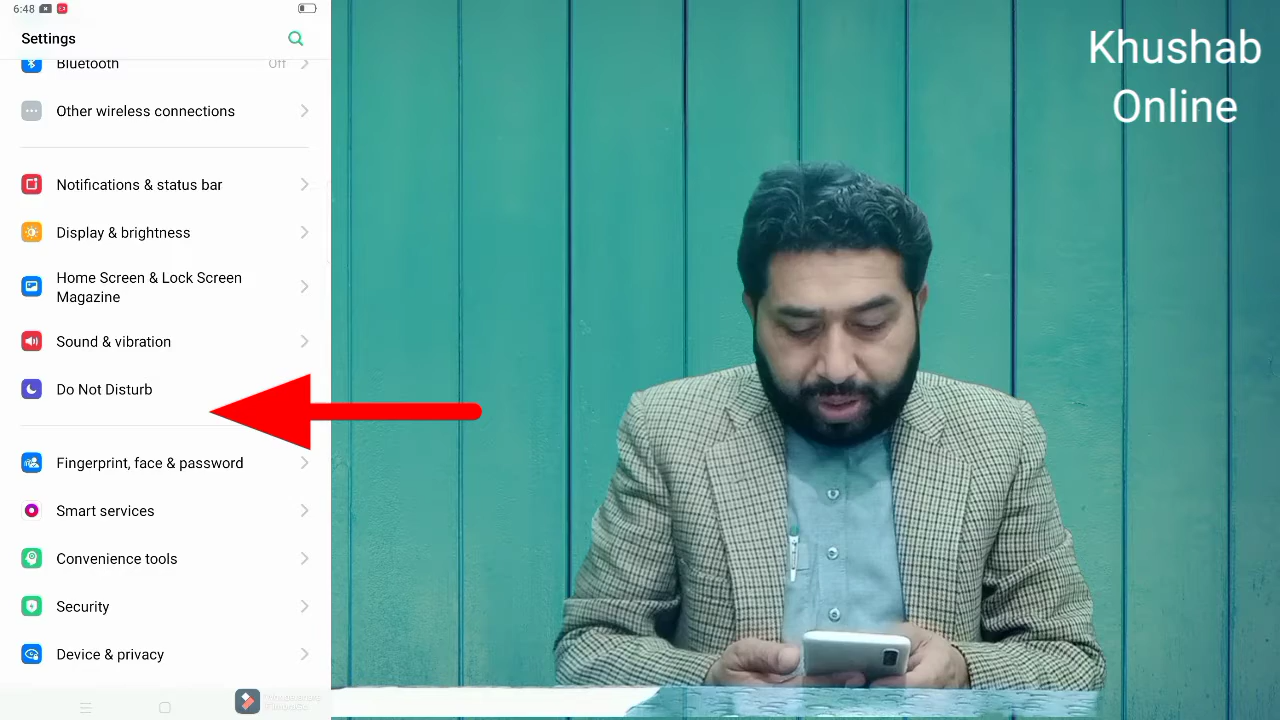 6:48
Settings
Bluetooth Off
Other wireless connections
Notifications & status bar
Display & brightness
Home Screen & Lock Screen
Magazine
Sound & vibration
Do Not Disturb
Fingerprint, face & password
Smart services
Convenience tools
Security
Device & privacy
Khushab
Online